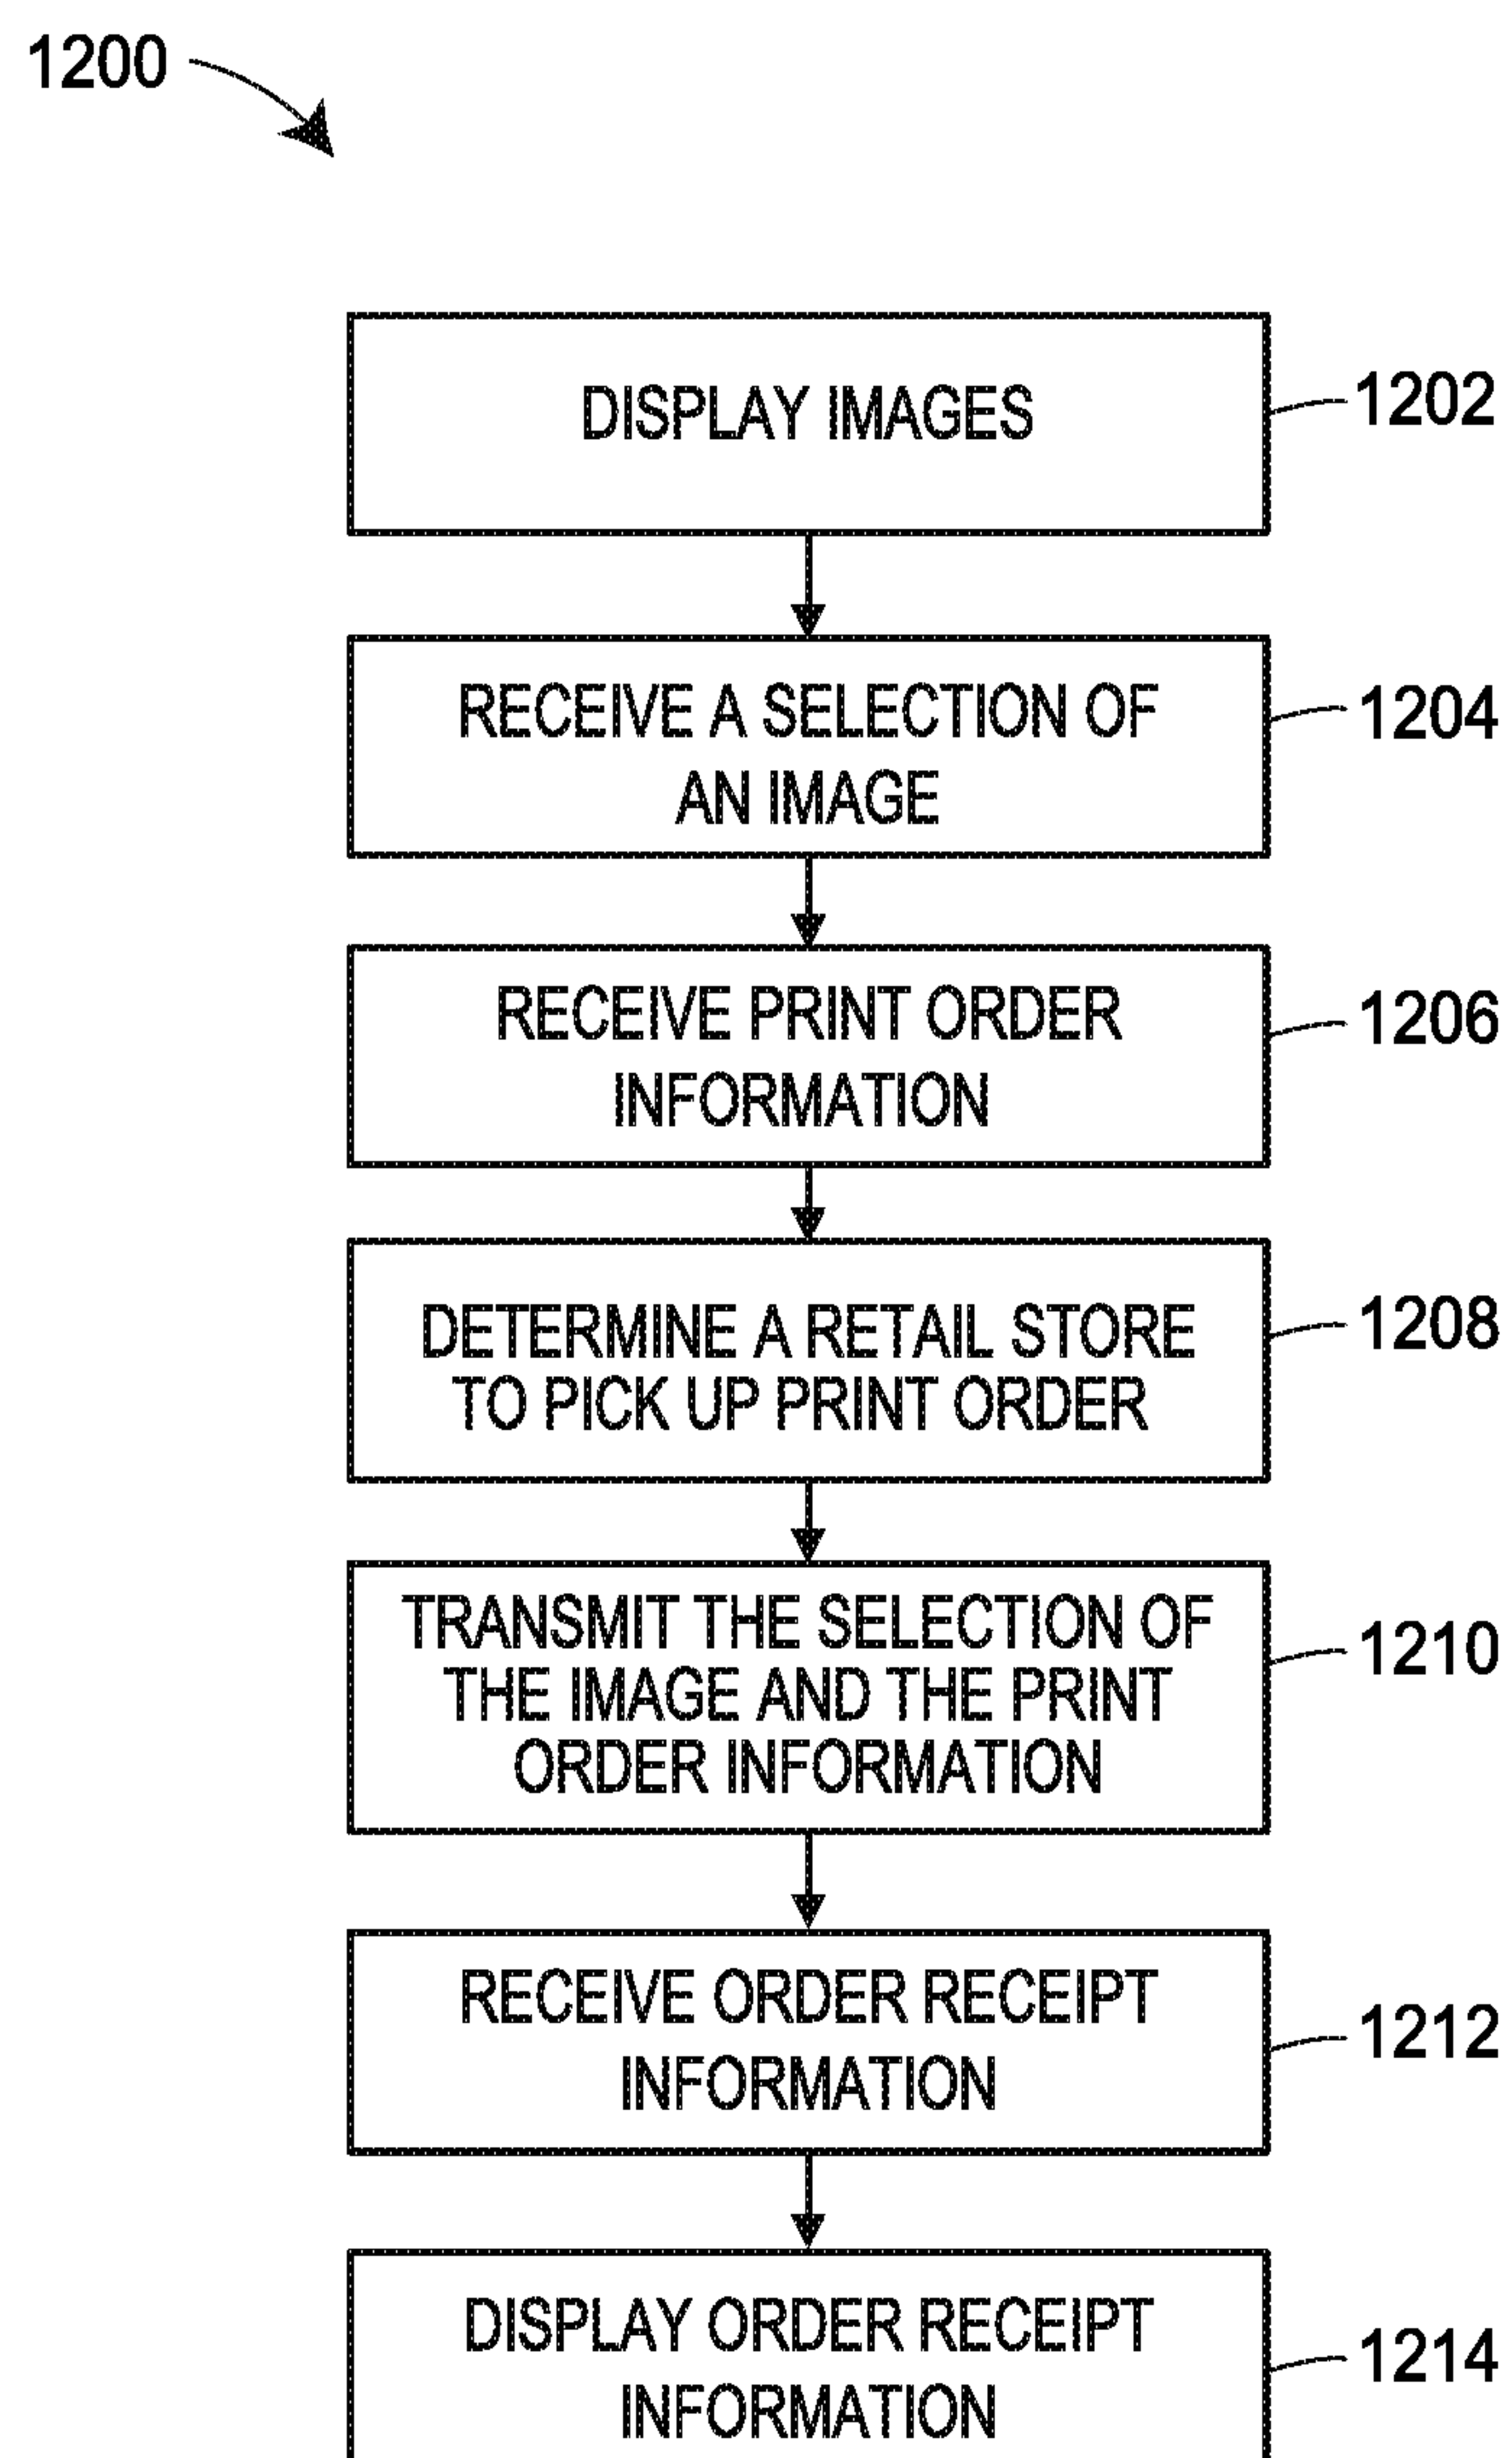 1200
DISPLAY IMAGES
1202
RECEIVE A SELECTION OF
AN IMAGE
1204
RECEIVE PRINT ORDER
INFORMATION
1206
DETERMINE A RETAIL STORE
TO PICK UP PRINT ORDER
1208
TRANSMIT THE SELECTION OF
THE IMAGE AND THE PRINT
ORDER INFORMATION
1210
RECEIVE ORDER RECEIPT
INFORMATION
1212
DISPLAY ORDER RECEIPT
INFORMATION
1214